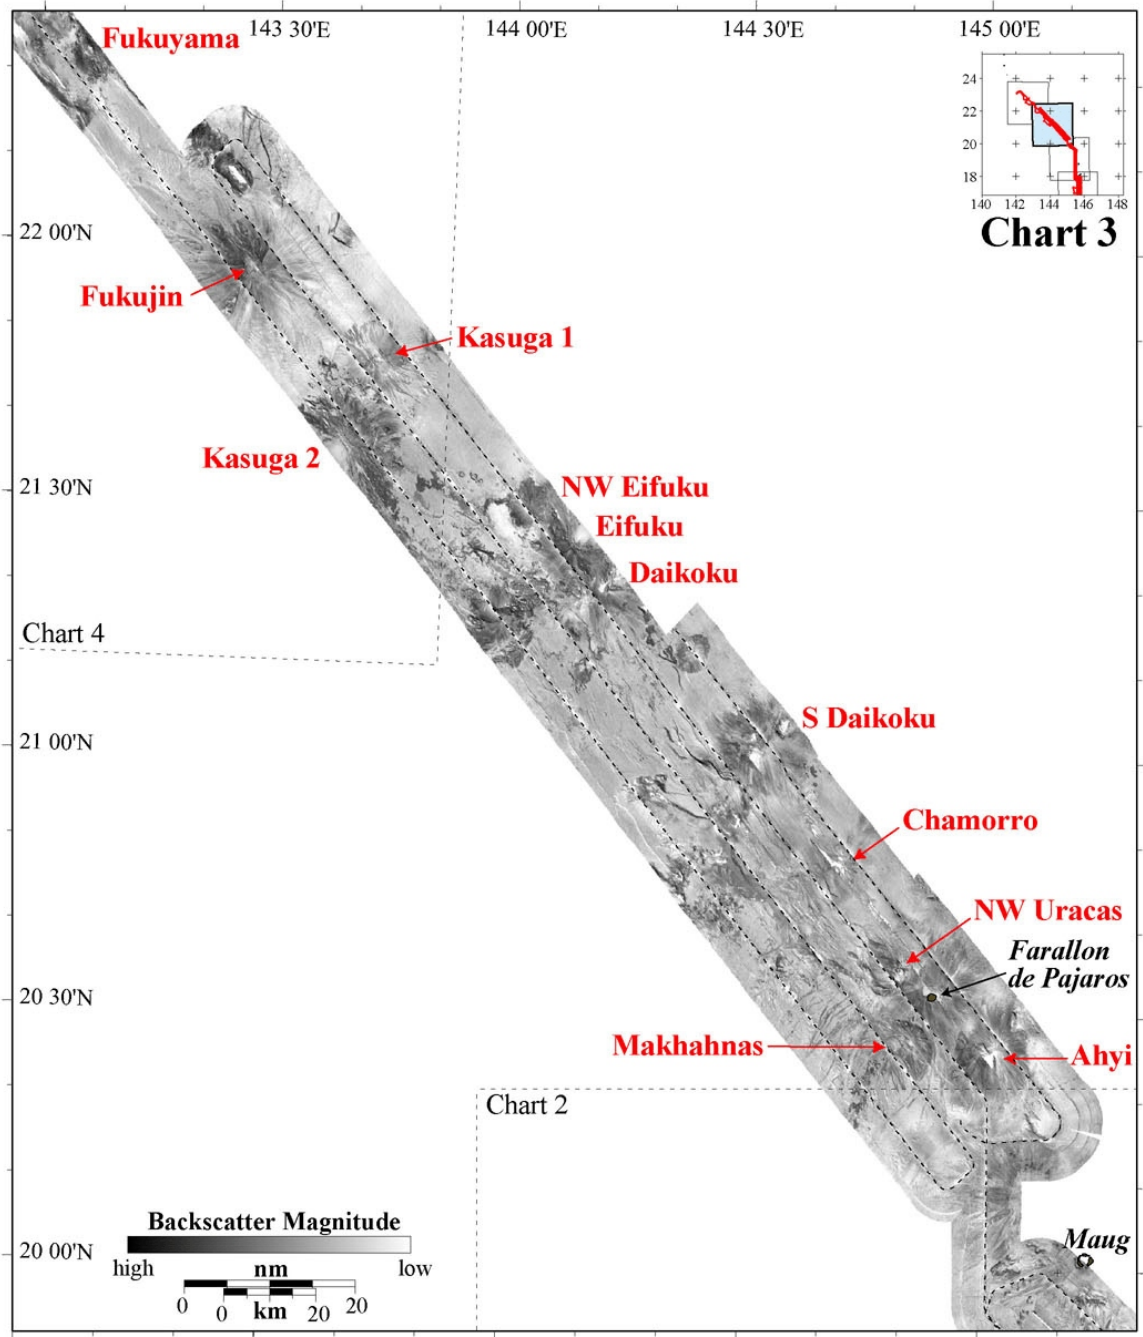 143 30'E
144 00'E
144 30'E
145 00'E
Fukuyama
24
22
20
18
140 142 144 146 148
Chart 3
22 00'N
Fukujin
Kasuga 1
Kasuga 2
21 30'N
NW Eifuku
Eifuku
Daikoku
Chart 4
S Daikoku
21 00'N
Chamorro
NW Uracas
Farallon
de Pajaros
20 30'N
Makhahnas
Ahyi
Chart 2
Backscatter Magnitude
high
low
nm
0 20
km
0 20
20 00'N
Maug